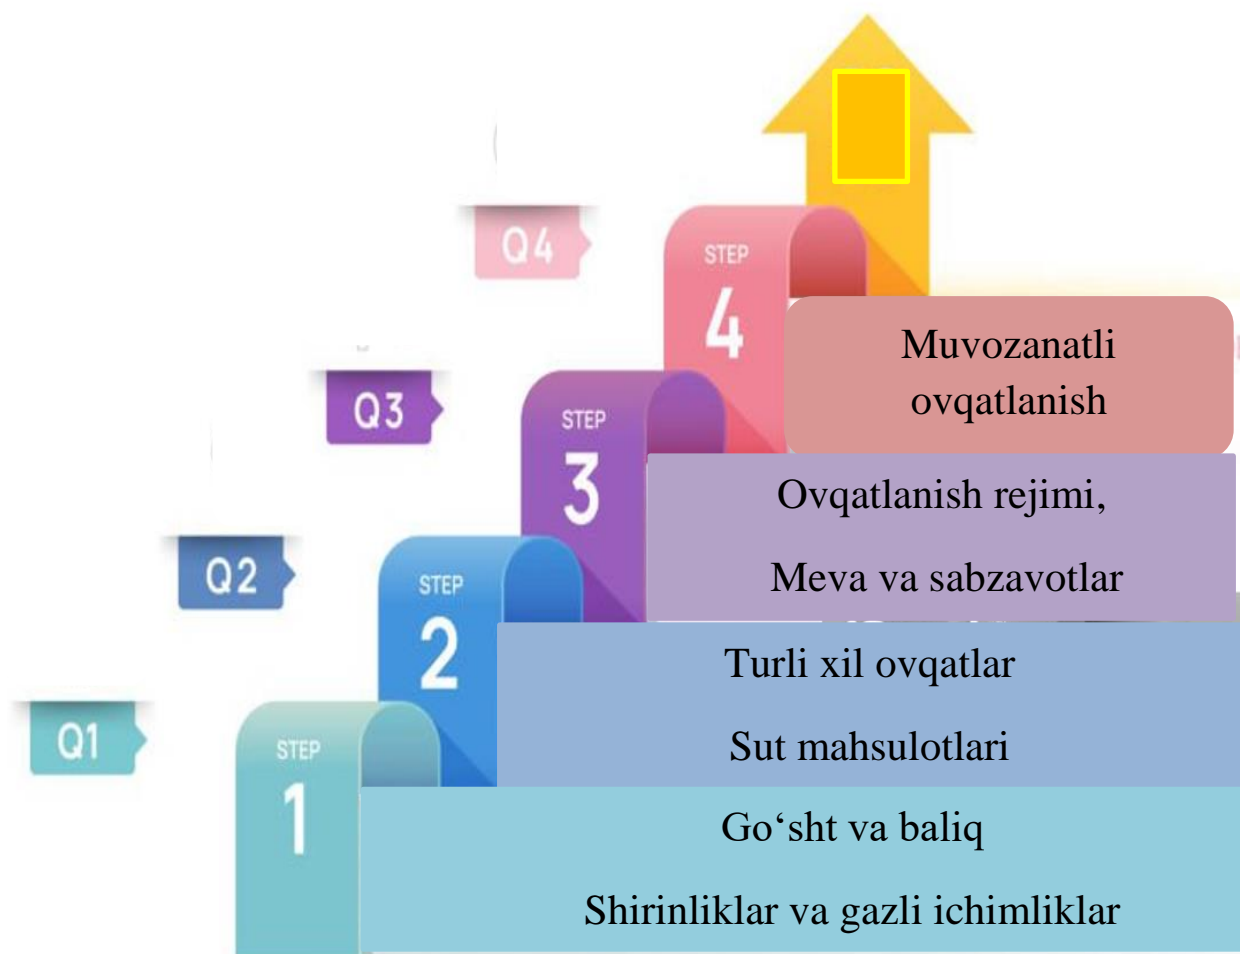 Q4
STEP
4
Muvozanatli
ovqatlanish
Q3
STEP
3
Ovqatlanish rejimi,
Meva va sabzavotlar
Q2
STEP
2
Turli xil ovqatlar
Sut mahsulotlari
Q1
STEP
1
Go‘sht va baliq
Shirinliklar va gazli ichimliklar